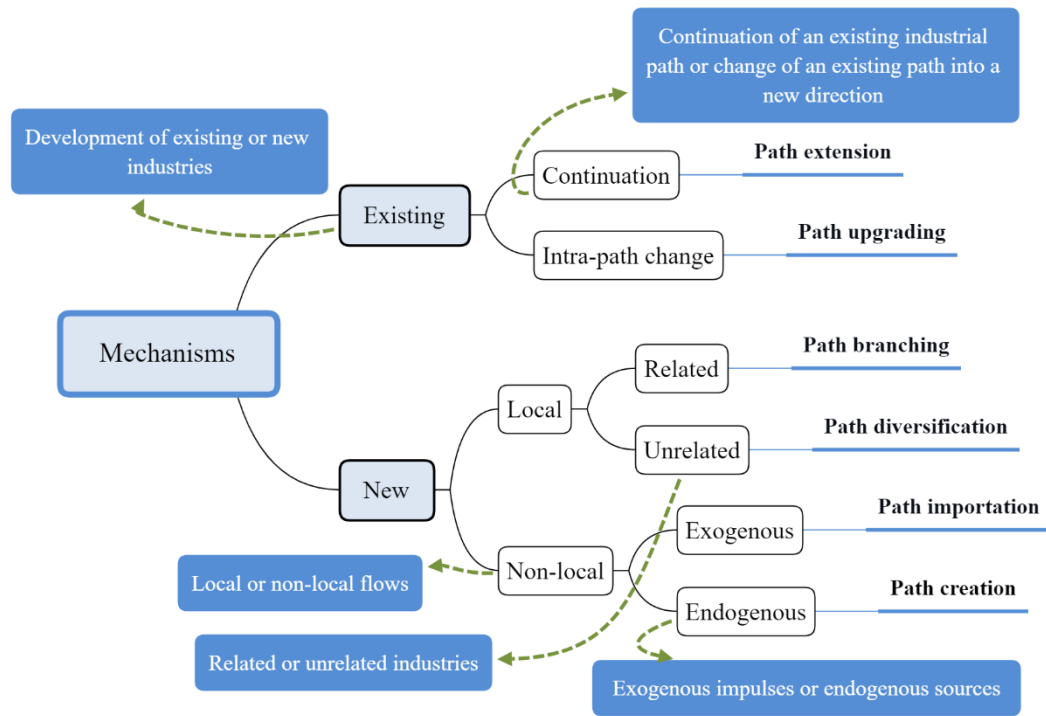 Continuation of an existing industrial
path or change of an existing path into a
new direction
Development of existing or new
industries
Path extension
Continuation
Existing
Path upgrading
Intra-path change
Mechanisms
Path branching
Related
Local
Path diversification
Unrelated
New
Path importation
Exogenous
Non-local
Local or non-local flows
Path creation
Endogenous
Related or unrelated industries
Exogenous impulses or endogenous sources